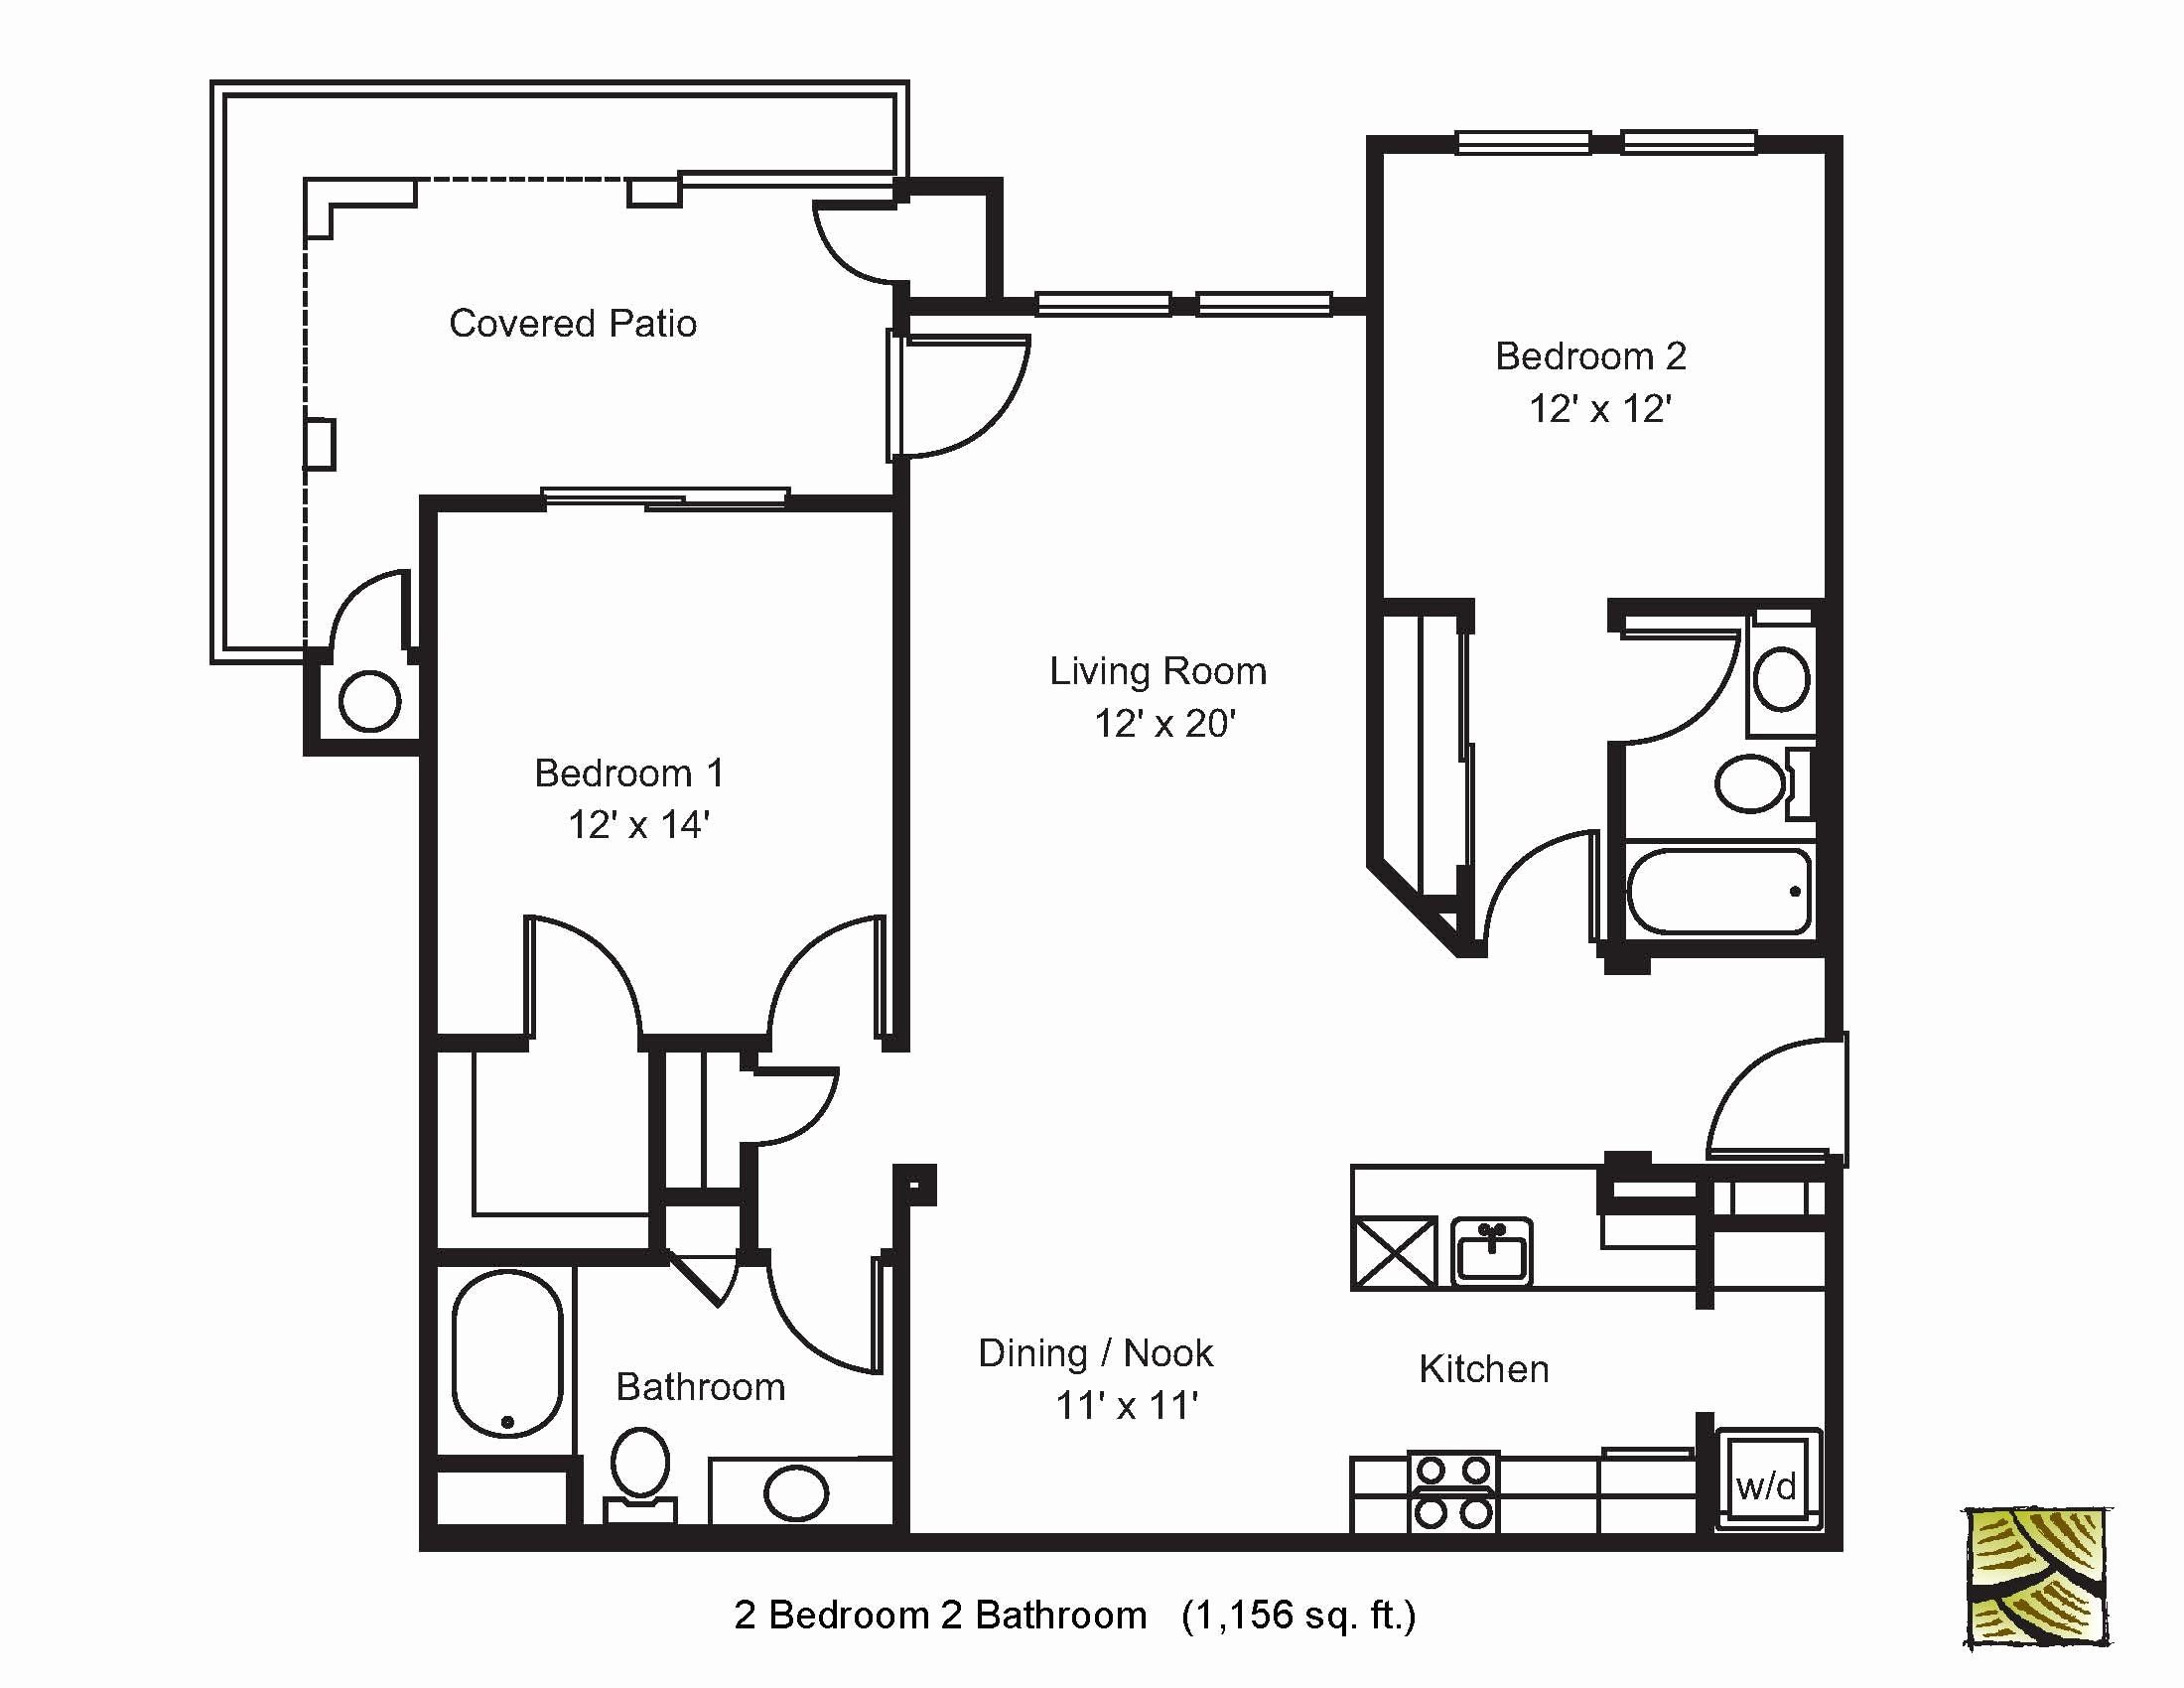 Covered Patio
Bedroom 2
12' x 12'
Living Room
12' x 20'
Bedroom 1
12' x 14'
Dining / Nook
11' x 11'
Kitchen
Bathroom
w/d
2 Bedroom 2 Bathroom (1,156 sq. ft.)